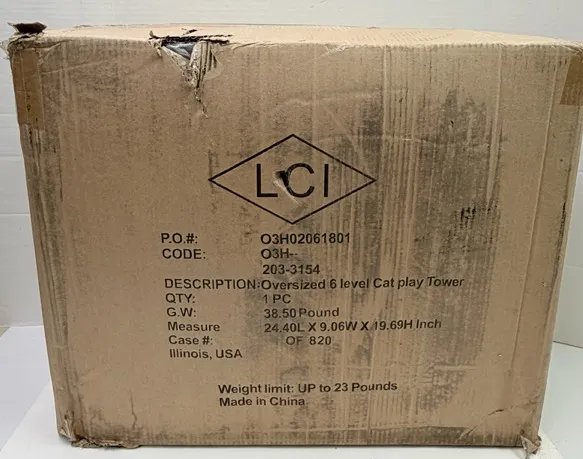 LCI
P.O.#: O3H02061801
CODE: O3H--
203-3154
DESCRIPTION: Oversized 6 level Cat play Tower
QTY: 1 PC
G.W: 38.50 Pound
Measure 24.40L X 9.06W X 19.69H Inch
Case #: OF 820
Illinois, USA
Weight limit: UP to 23 Pounds
Made in China